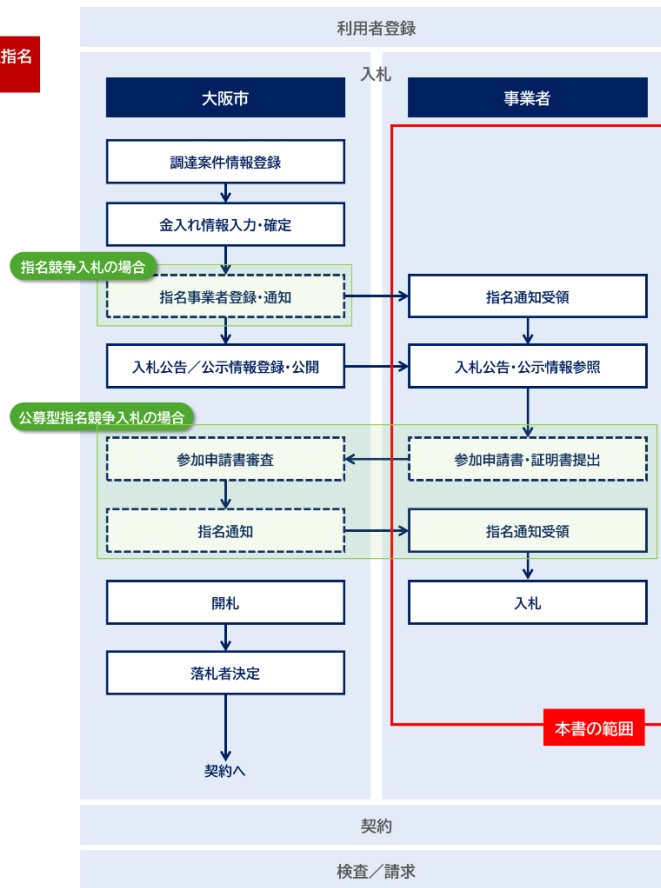 利用者登録
指名
入札
大阪市
事業者
調達案件情報登録
金入れ情報入力・確定
指名競争入札の場合
指名事業者登録・通知
指名通知受領
入札公告／公示情報登録・公開
入札公告・公示情報参照
公募型指名競争入札の場合
参加申請書審査
参加申請書・証明書提出
指名通知
指名通知受領
開札
入札
落札者決定
本書の範囲
契約へ
契約
検査／請求